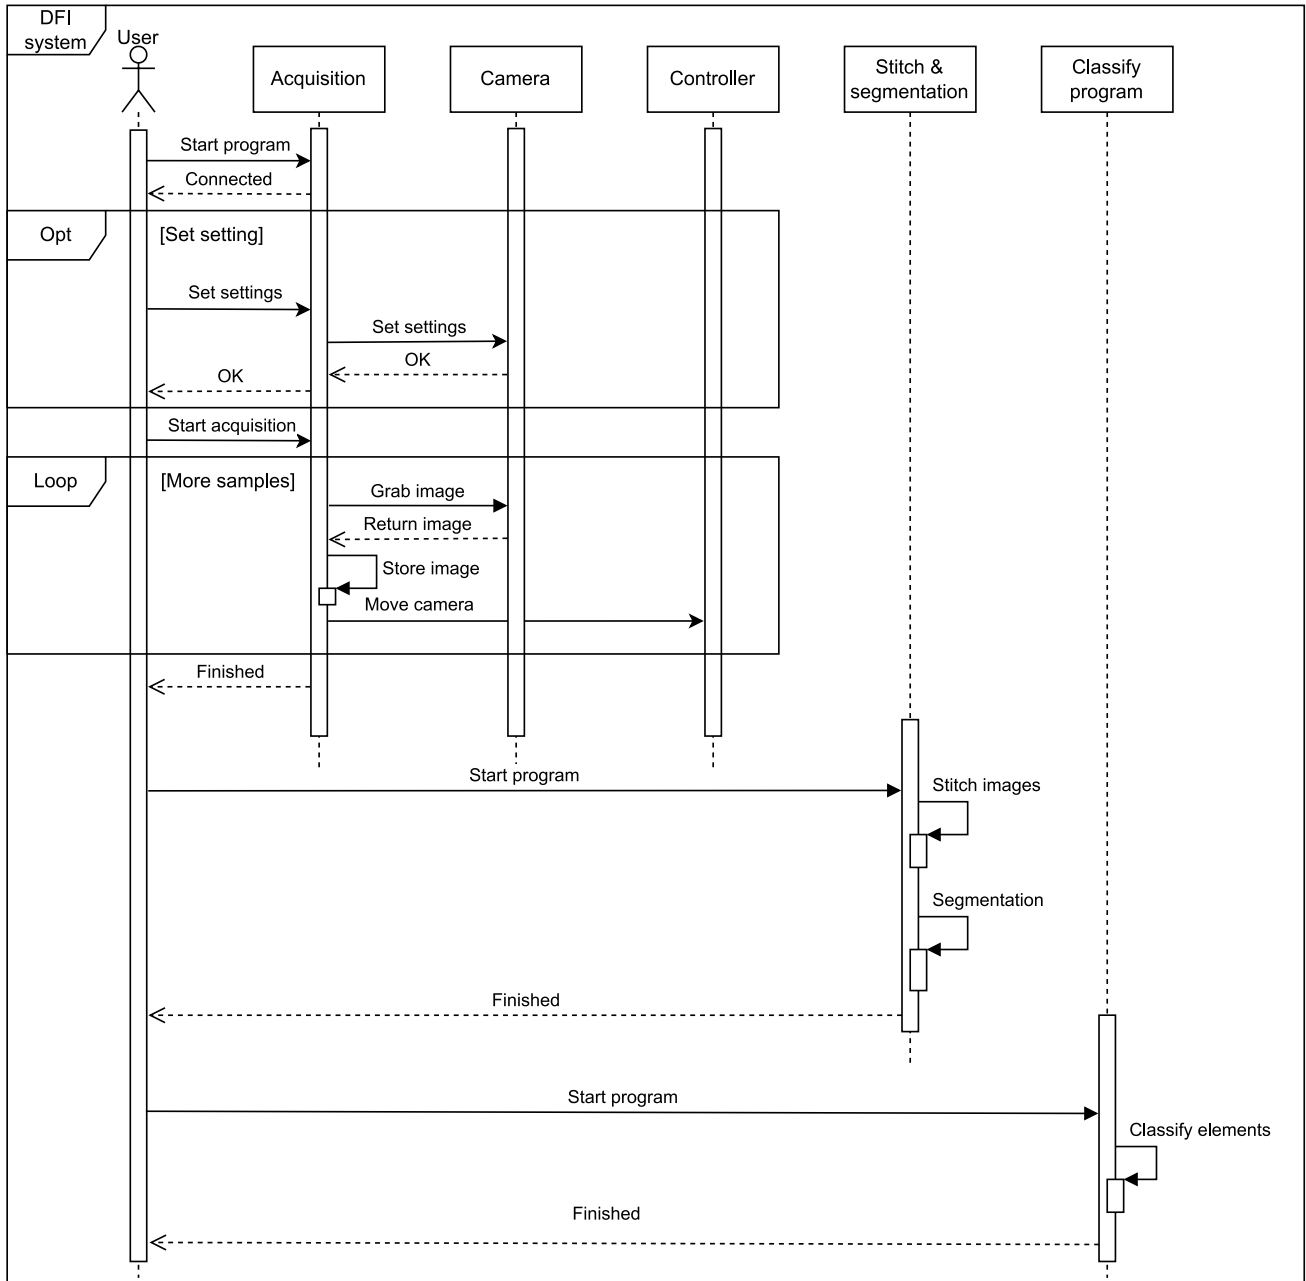 DFI
system
User
Acquisition
Camera
Controller
Stitch &
segmentation
Classify
program
Start program
Connected
Opt
[Set setting]
Set settings
Set settings
OK
OK
Start acquisition
Loop
[More samples]
Grab image
Return image
Store image
Move camera
Finished
Start program
Stitch images
Segmentation
Finished
Start program
Classify elements
Finished